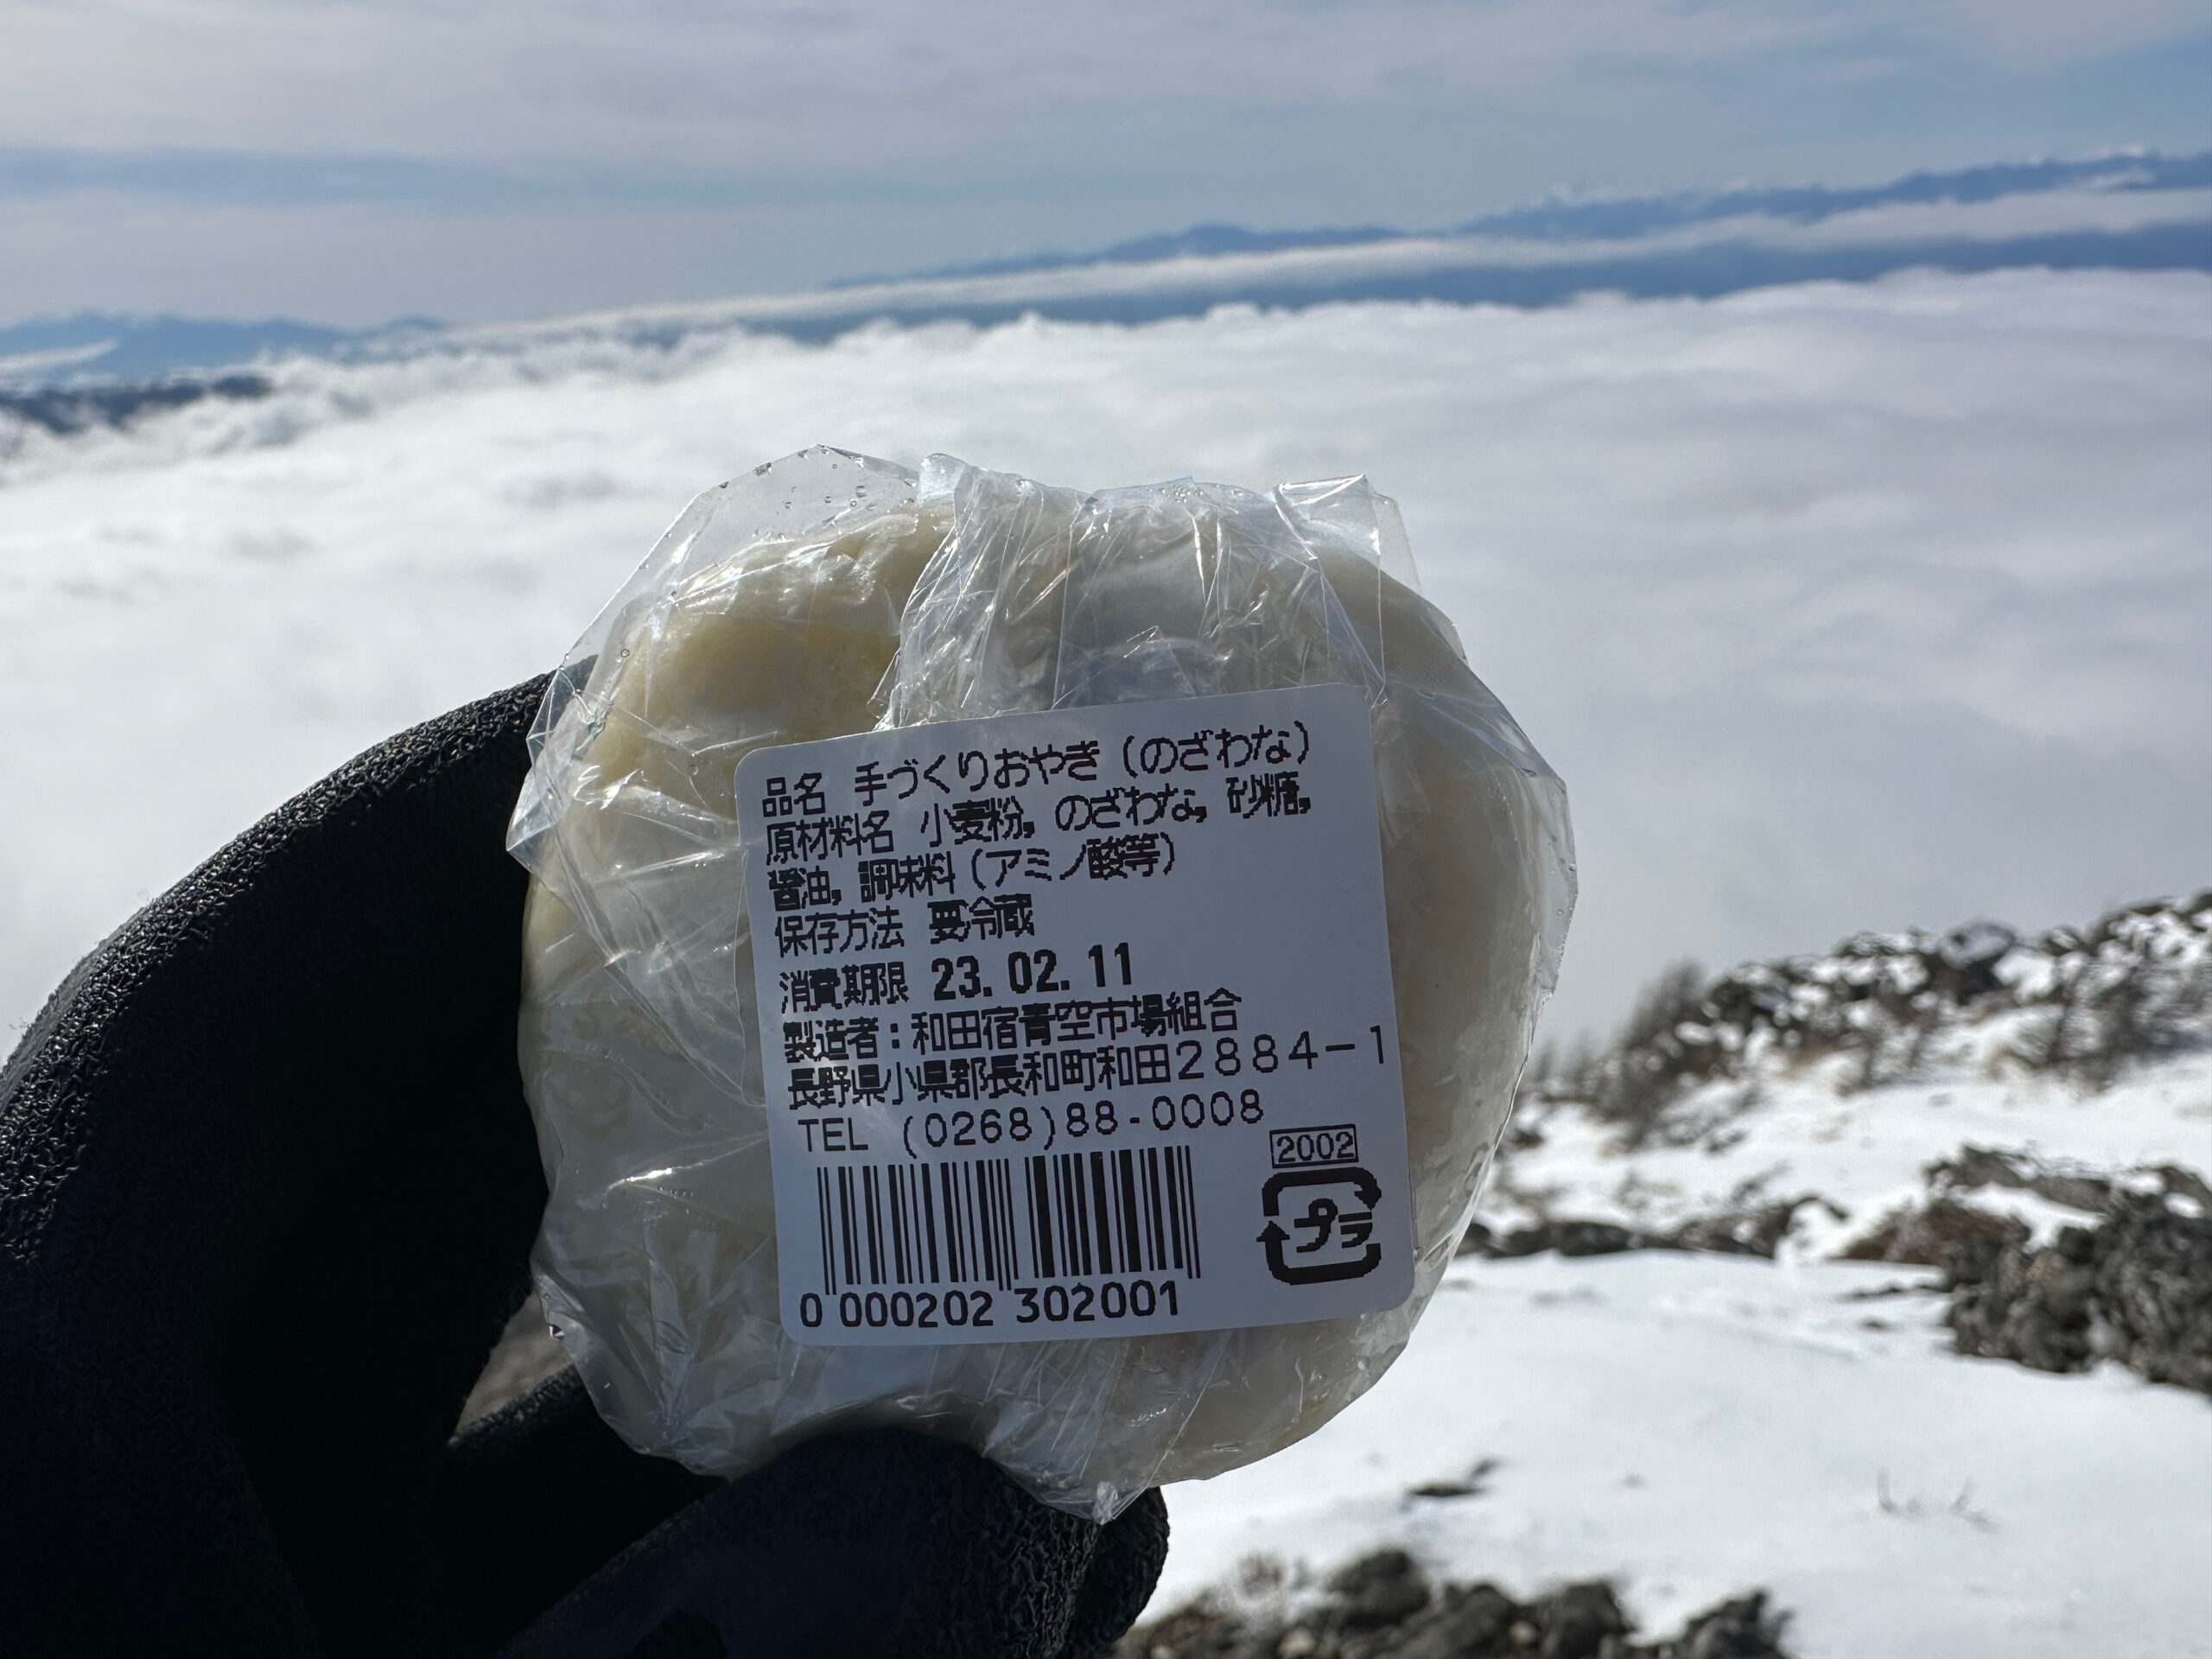 品名 手づくりおやき（のざわな）
原材料名 小麦粉，のざわな，砂糖，
醤油，調味料（アミノ酸等）
保存方法 要冷蔵
消費期限 23.02.11
製造者：和田宿青空市場組合
長野県小県郡長和町和田2884-1
TEL (0268)88-0008
2002
プラ
0 000202 302001